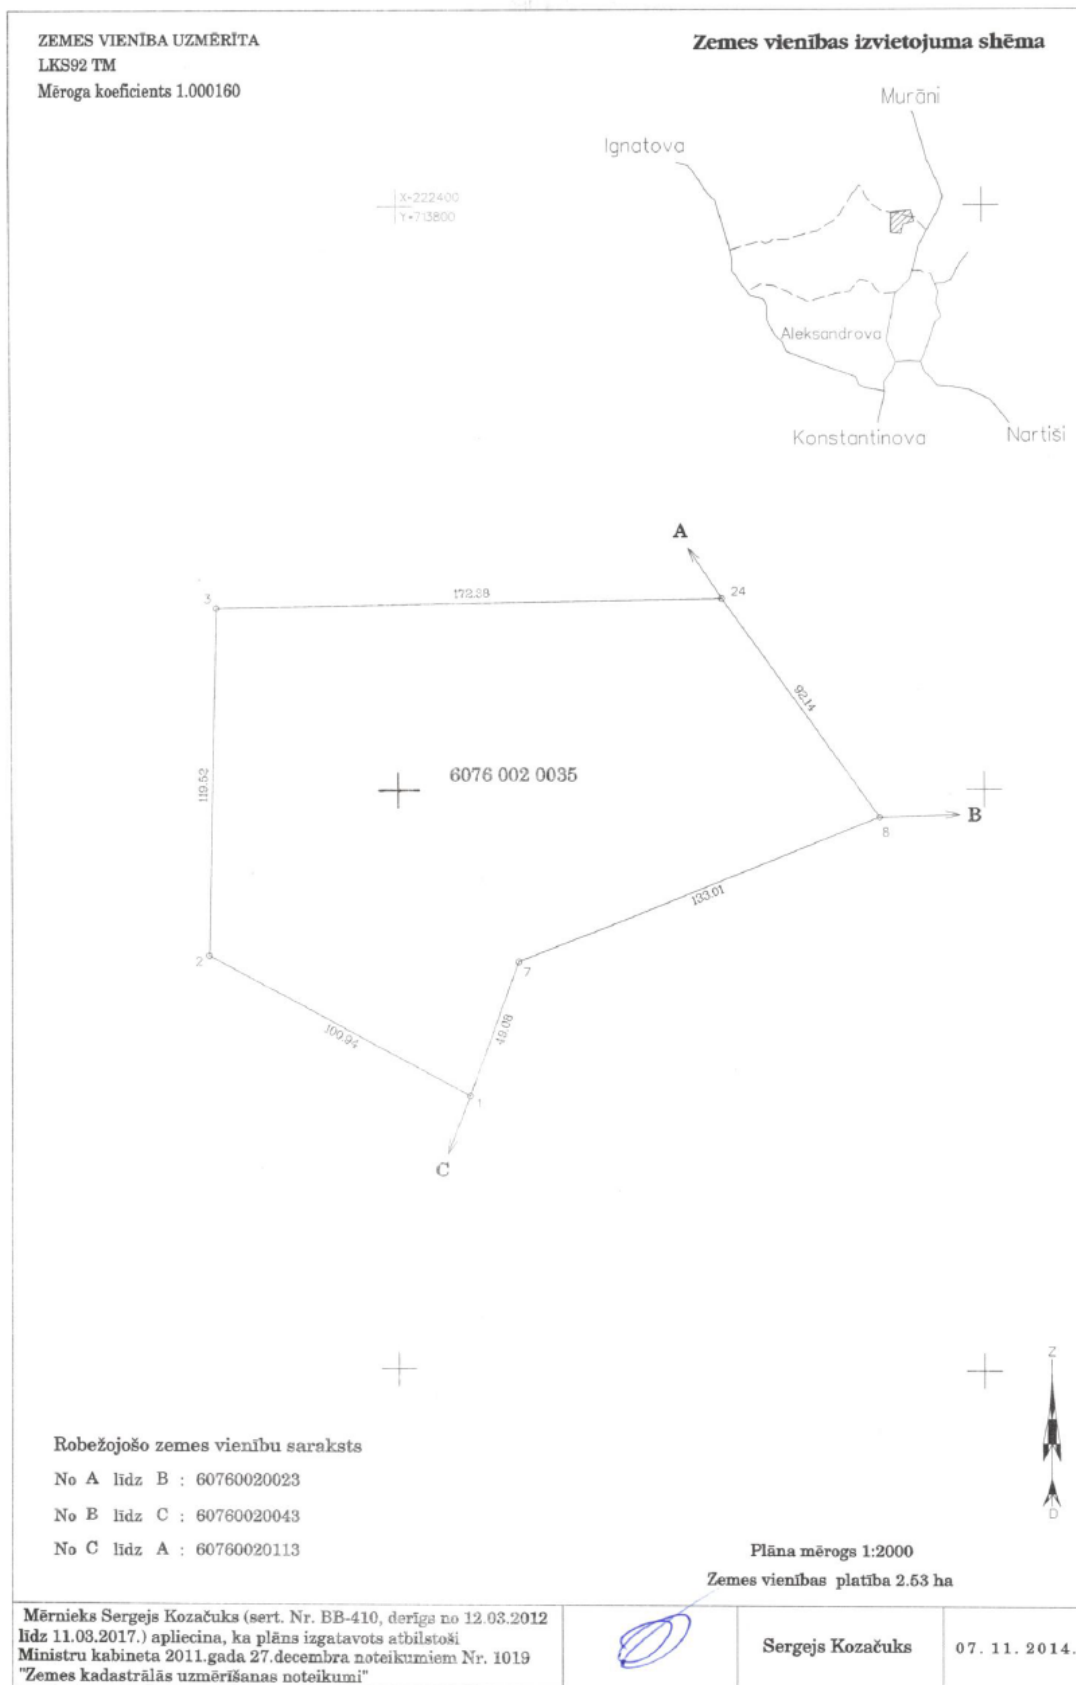 ZEMES VIENĪBA UZMĒRĪTA
LKS92 TM
Mēroga koeficients 1.000160
Zemes vienības izvietojuma shēma
Murāni
Ignatova
X-222400
Y-713800
Aleksandrova
Konstantinova
Nartiši
A
24
3
172.38
92.14
119.52
6076 002 0035
B
8
133.01
2
7
100.94
49.08
1
C
Z
D
Robežojošo zemes vienību saraksts
No A līdz B : 60760020023
No B līdz C : 60760020043
No C līdz A : 60760020113
Plāna mērogs 1:2000
Zemes vienības platība 2.53 ha
Mērnieks Sergejs Kozačuks (sert. Nr. BB-410, derīgs no 12.03.2012
līdz 11.03.2017.) apliecina, ka plāns izgatavots atbilstoši
Ministru kabineta 2011.gada 27.decembra noteikumiem Nr. 1019
"Zemes kadastrālās uzmērīšanas noteikumi"
Sergejs Kozačuks
07. 11. 2014.